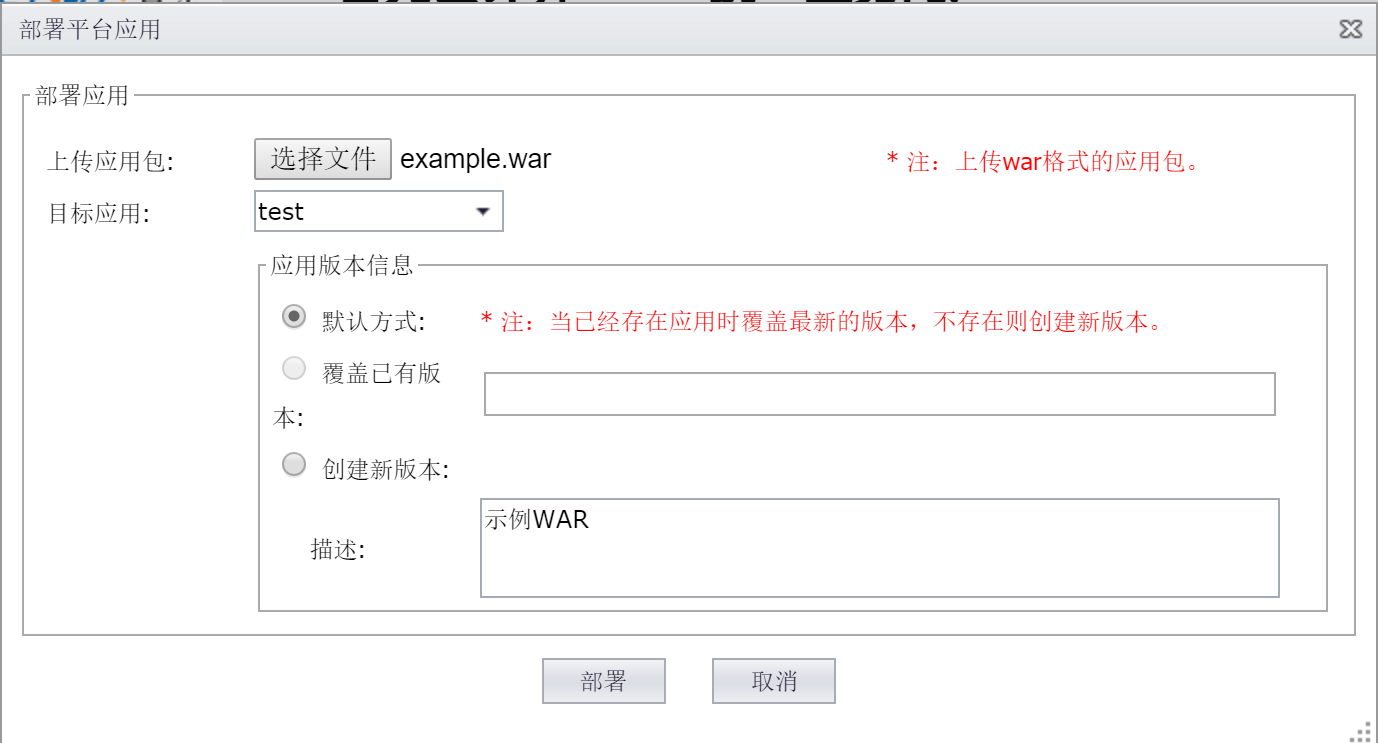 部署平台应用
部署应用
上传应用包: 选择文件 example.war * 注：上传war格式的应用包。
目标应用: test
应用版本信息
默认方式: * 注：当已经存在应用时覆盖最新的版本，不存在则创建新版本。
覆盖已有版
本:
创建新版本:
示例WAR
描述:
部署 取消